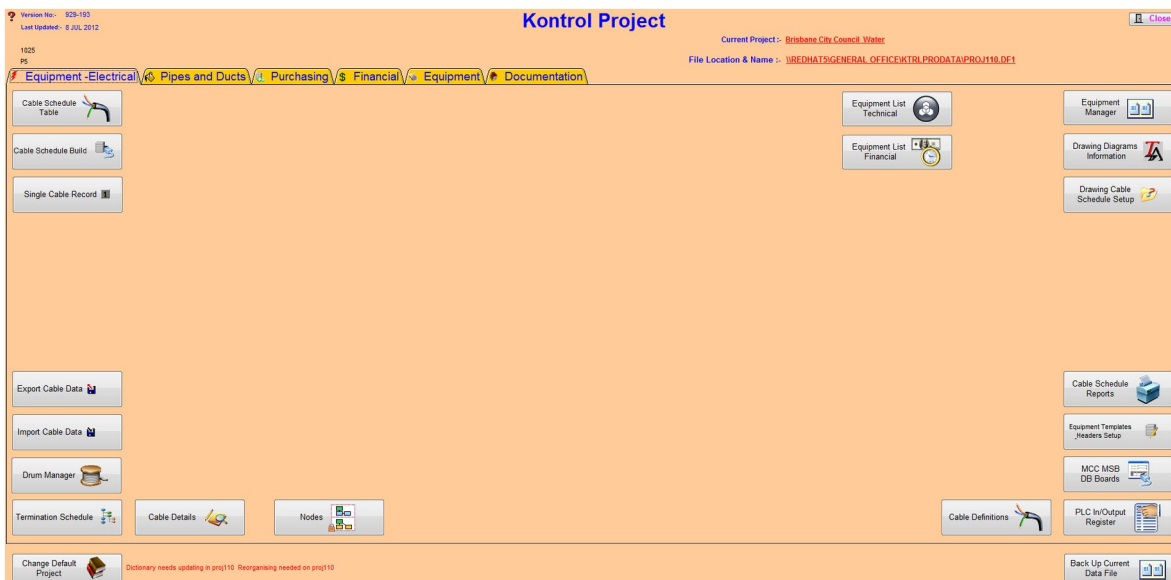 Version No:- 929-193
Last Updated:- 8 JUL 2012
Kontrol Project
Close
1025
P5
Current Project :- Brisbane City Council Water
File Location & Name :- \\REDHAT5\GENERAL OFFICE\KTRLPRODATA\PROJ110.DF1
Equipment -Electrical
Pipes and Ducts
Purchasing
$ Financial
Equipment
Documentation
Cable Schedule
Table
Equipment List
Technical
Equipment
Manager
Cable Schedule Build
Equipment List
Financial
Drawing Diagrams
Information
Single Cable Record
Drawing Cable
Schedule Setup
Export Cable Data
Cable Schedule
Reports
Import Cable Data
Equipment Templates
,Headers Setup
Drum Manager
MCC MSB
DB Boards
Termination Schedule
Cable Details
Nodes
Cable Definitions
PLC In/Output
Register
Change Default
Project
Dictionary needs updating in proj110 Reorganising needed on proj110
Back Up Current
Data File